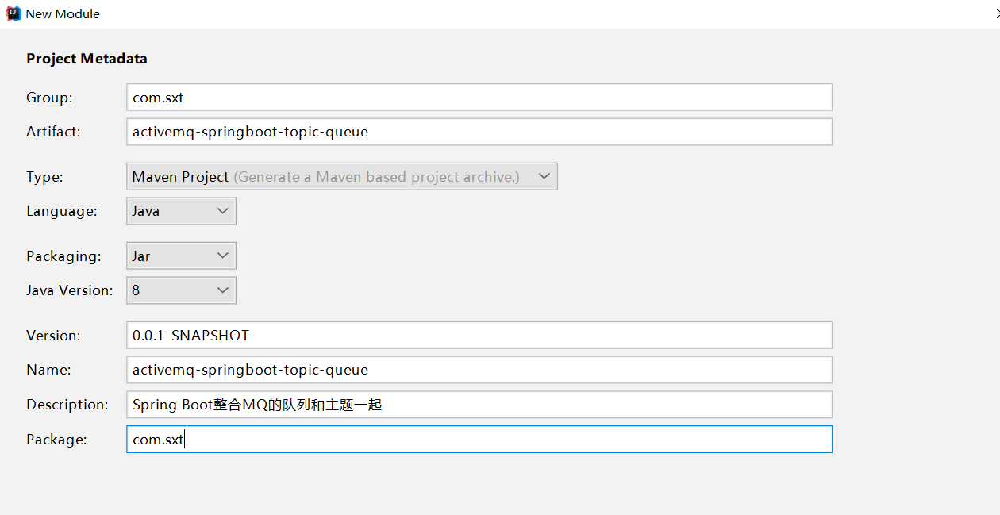 New Module
Project Metadata
Group: com.sxt
Artifact: activemq-springboot-topic-queue
Type: Maven Project (Generate a Maven based project archive.)
Language: Java
Packaging: Jar
Java Version: 8
Version: 0.0.1-SNAPSHOT
Name: activemq-springboot-topic-queue
Description: Spring Boot整合MQ的队列和主题一起
Package: com.sxt